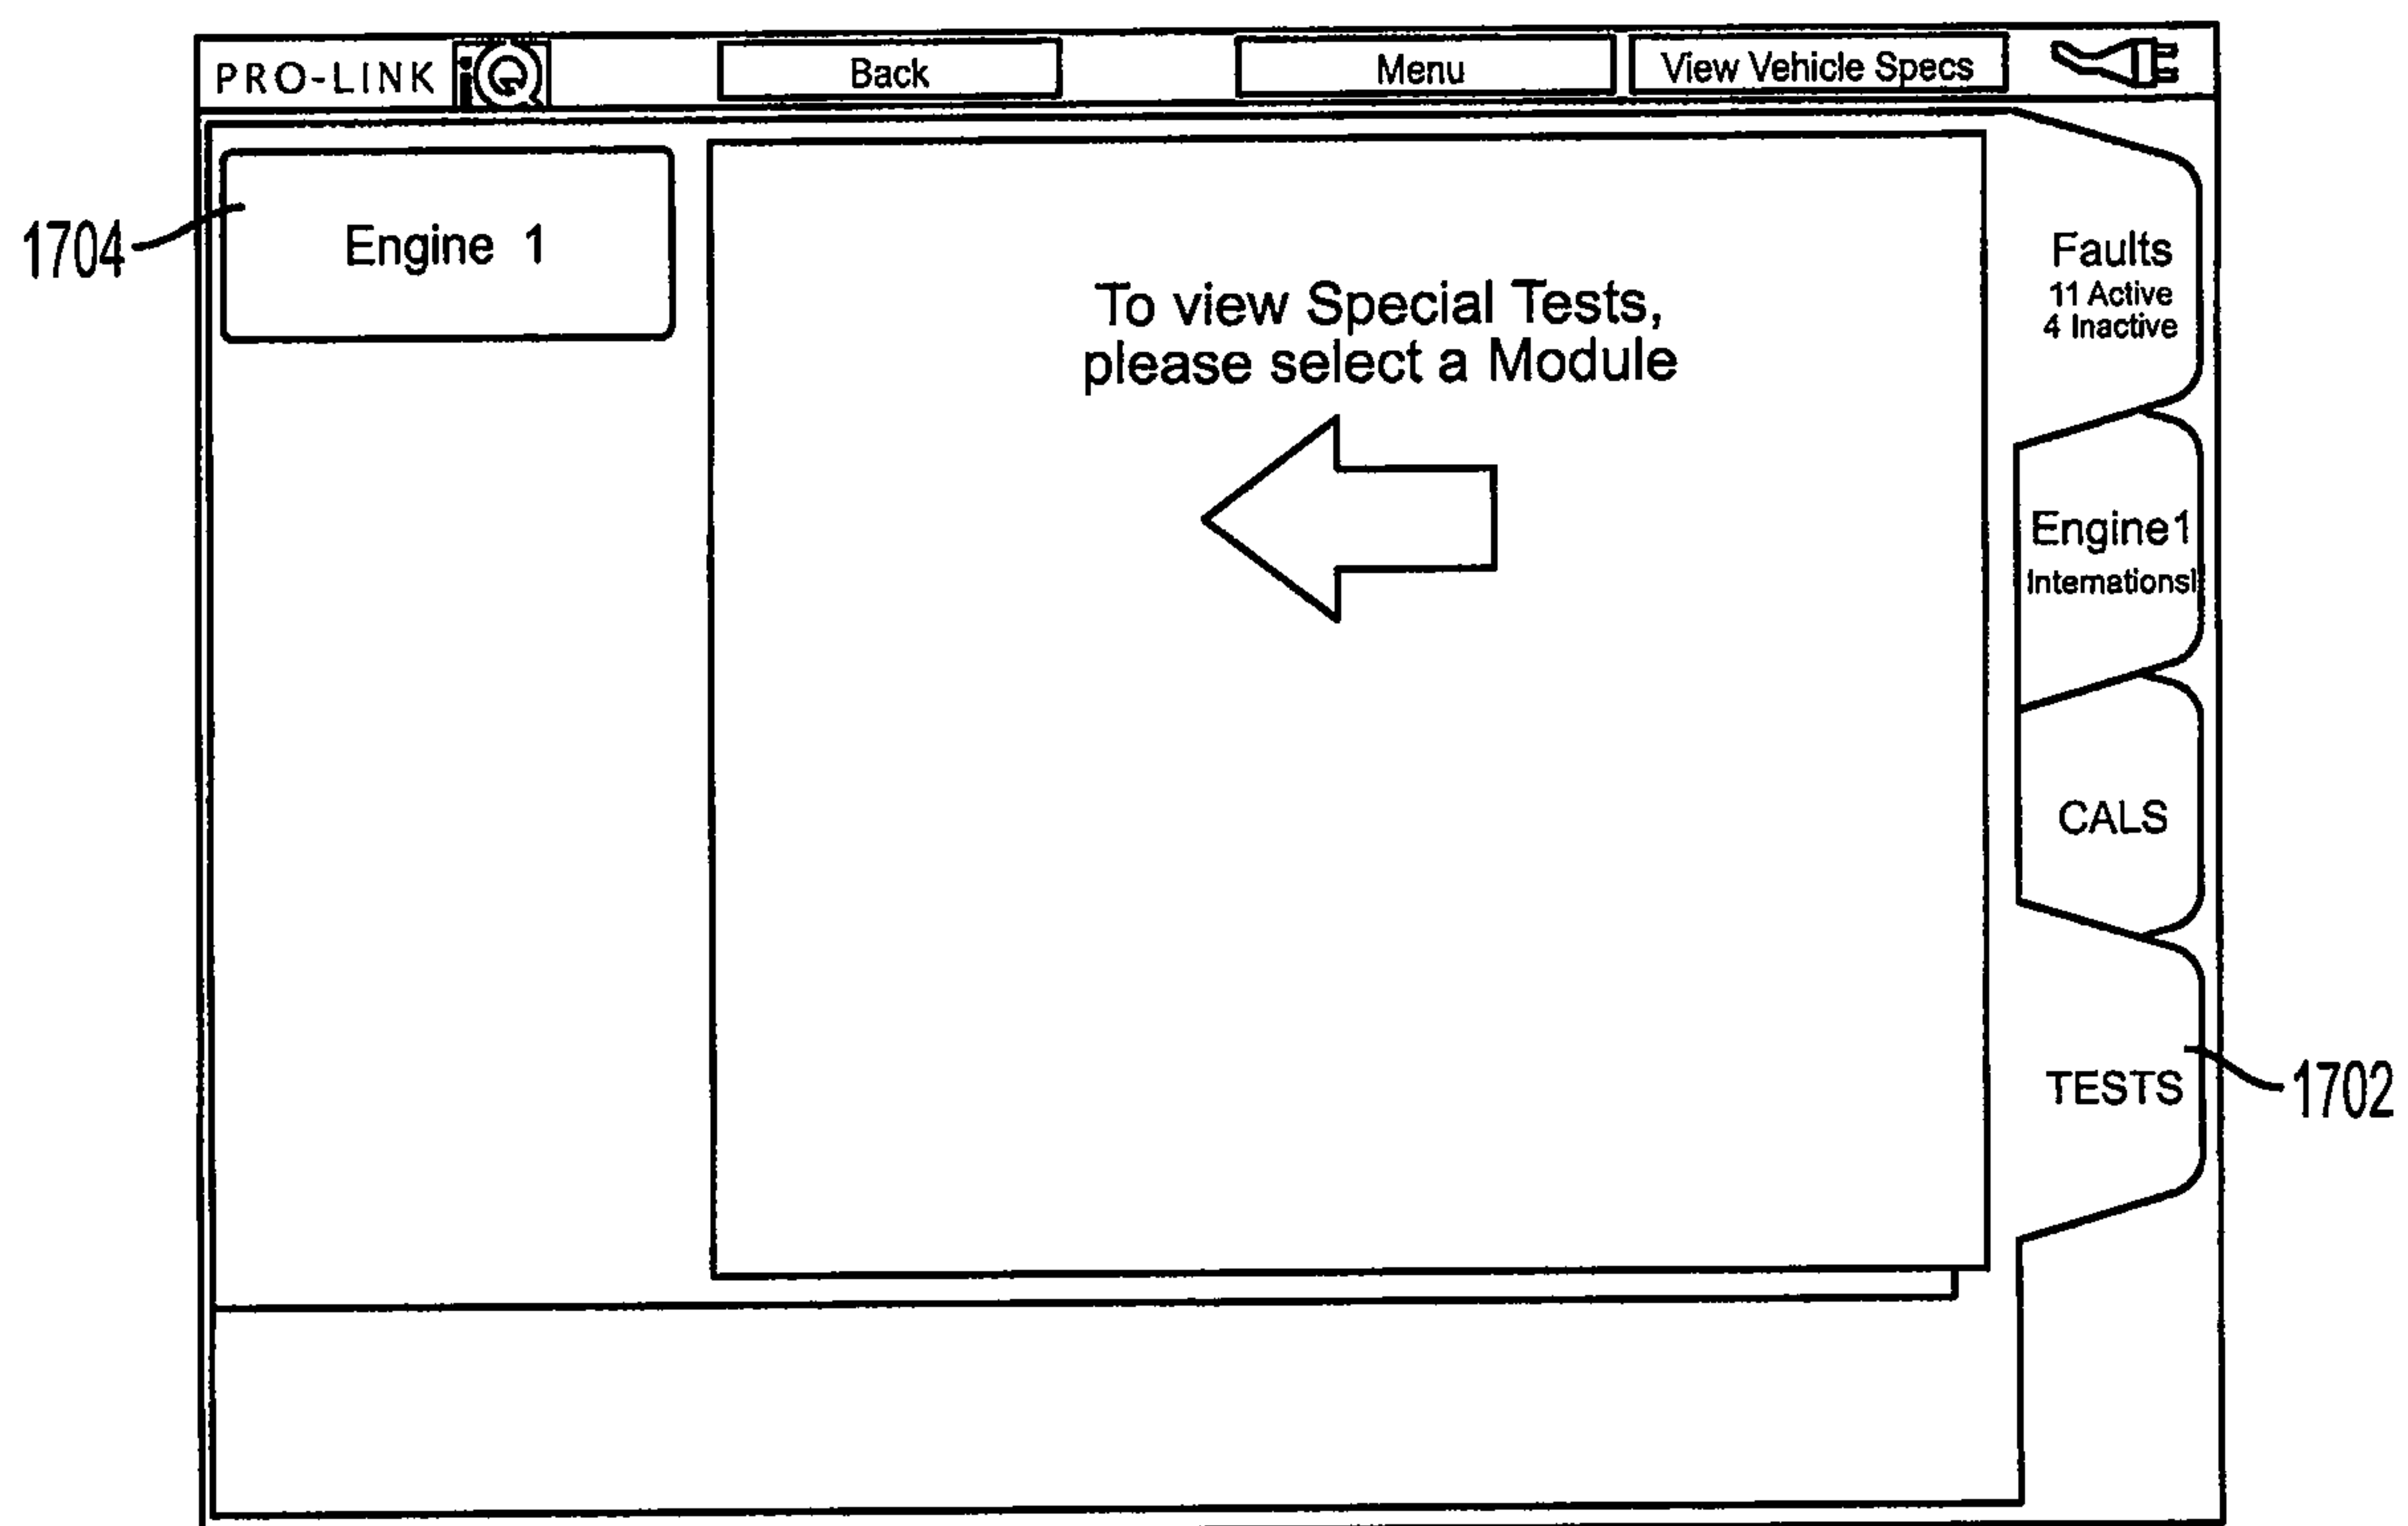 PRO-LINK iQ
Back
Menu
View Vehicle Specs
1704
Engine 1
To view Special Tests,
please select a Module
Faults
11 Active
4 Inactive
Engine1
Internationsl
CALS
TESTS
1702